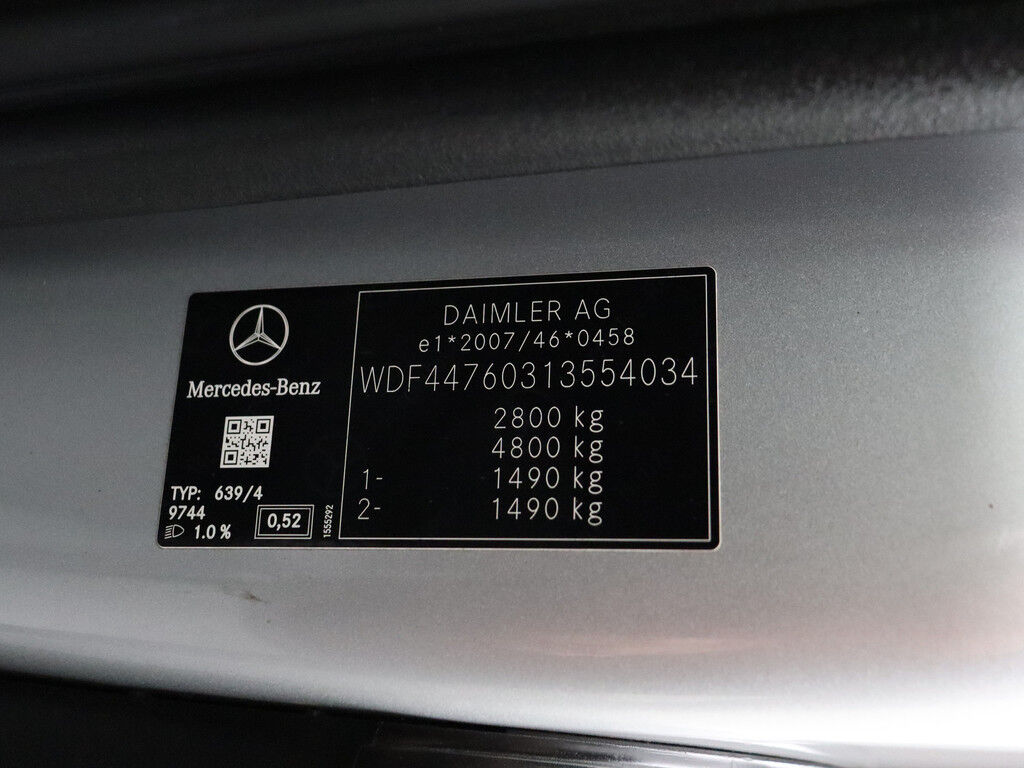 Mercedes-Benz
TYP: 639/4
9744
1.0 %
0,52
1555292
DAIMLER AG
e1*2007/46*0458
WDF44760313554034
2800 kg
4800 kg
1- 1490 kg
2- 1490 kg